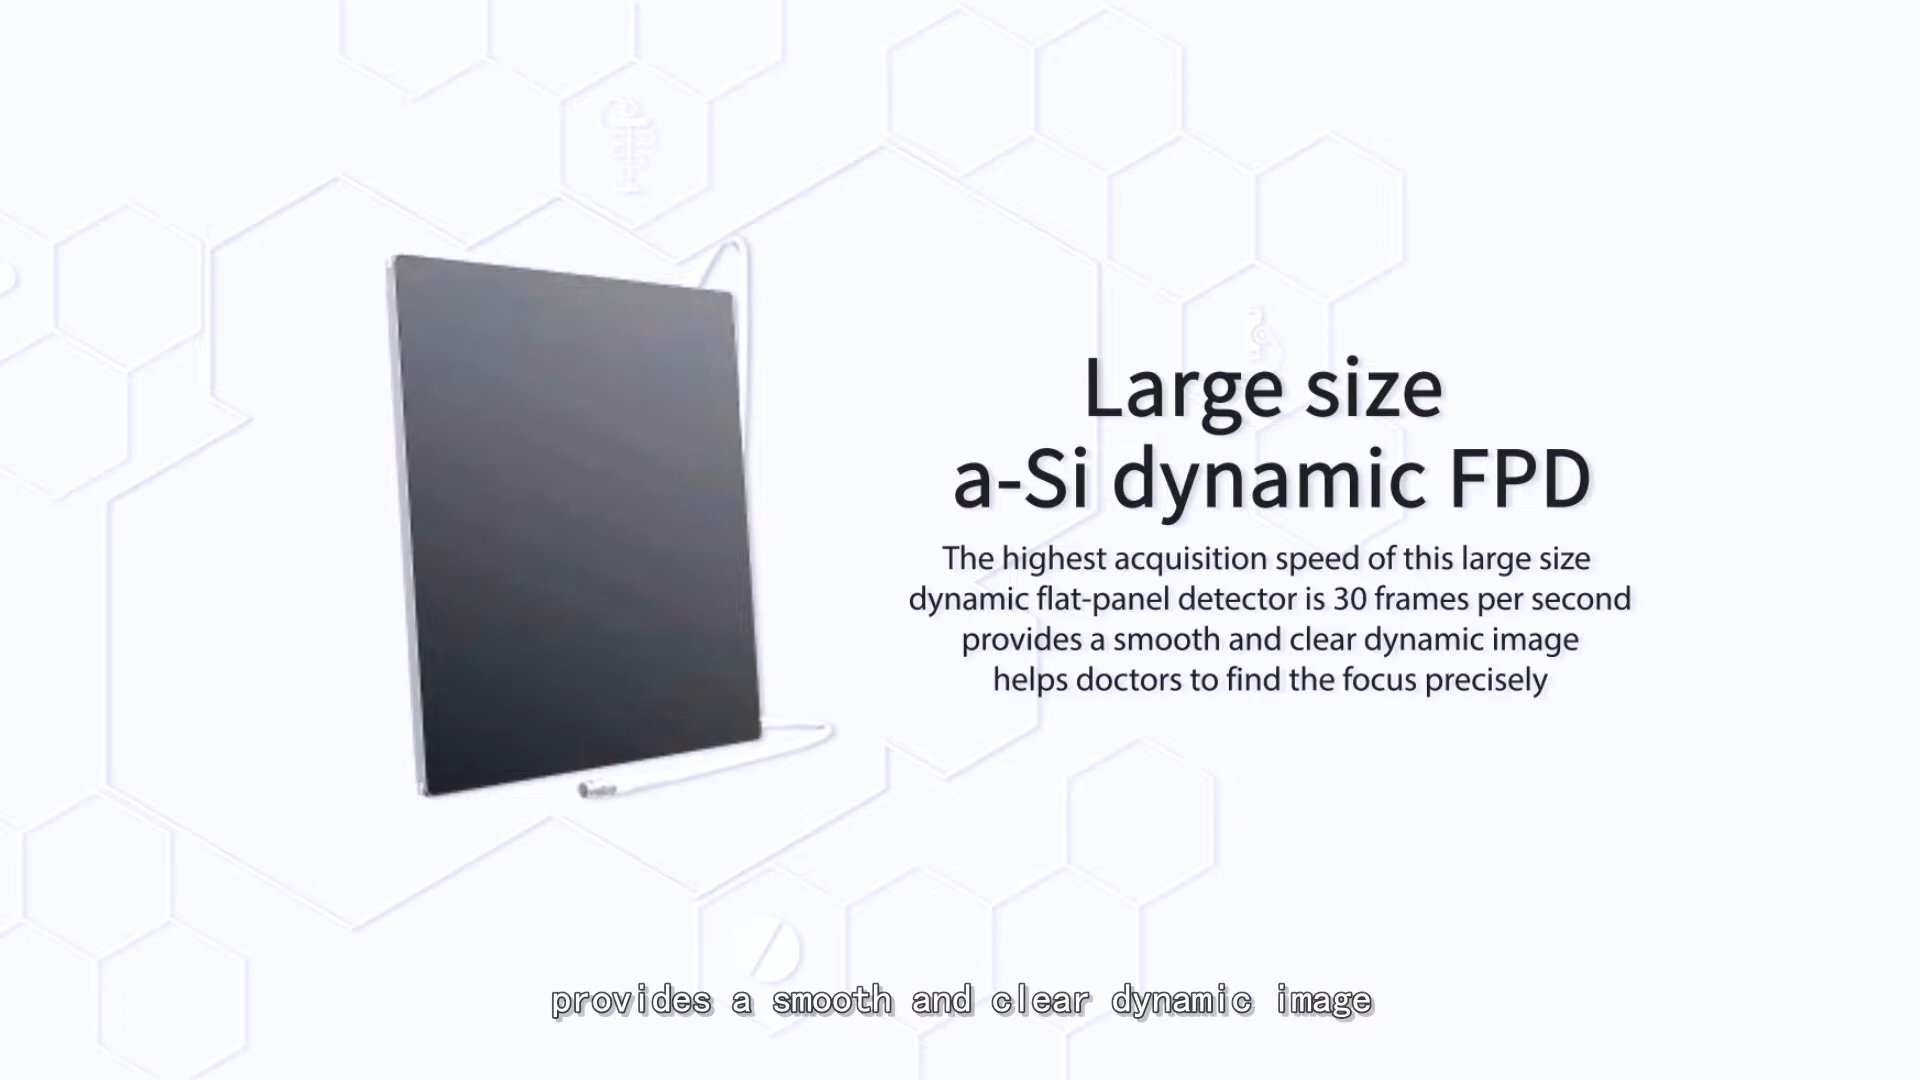 Large size
a-Si dynamic FPD
The highest acquisition speed of this large size
dynamic flat-panel detector is 30 frames per second
provides a smooth and clear dynamic image
helps doctors to find the focus precisely
provides a smooth and clear dynamic image